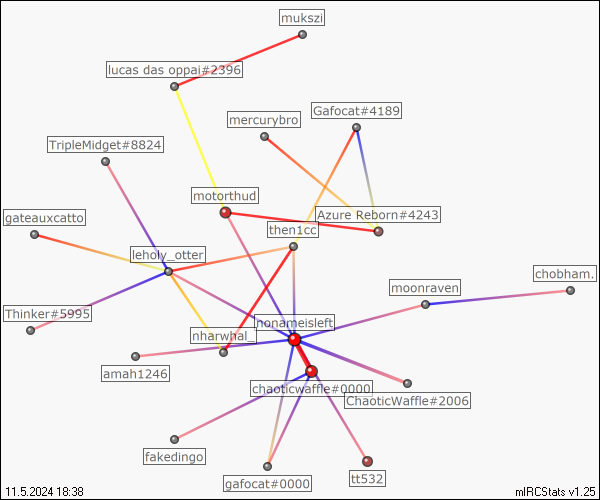 mukszi
lucas das oppai#2396
Gafocat#4189
mercurybro
TripleMidget#8824
motorthud
Azure Reborn#4243
gateauxcatto
then1cc
leholy_otter
chobham.
moonraven
Thinker#5995
nonameisleft
nharwhal_
amah1246
chaoticwaffle#0000
ChaoticWaffle#2006
fakedingo
tt532
gafocat#0000
11.5.2024 18:38
mIRCStats v1.25